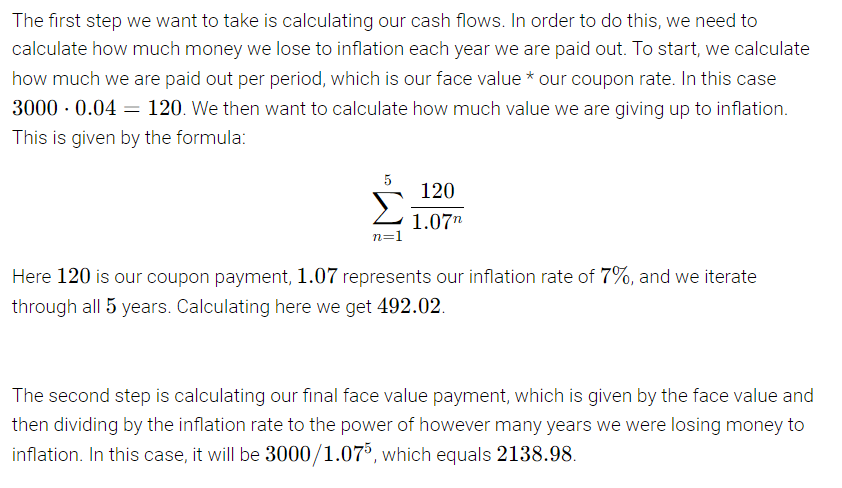 The first step we want to take is calculating our cash flows. In order to do this, we need to
calculate how much money we lose to inflation each year we are paid out. To start, we calculate
how much we are paid out per period, which is our face value * our coupon rate. In this case
3000 · 0.04 = 120. We then want to calculate how much value we are giving up to inflation.
This is given by the formula:
\sum_{n=1}^{5} \frac{120}{1.07^n}
Here 120 is our coupon payment, 1.07 represents our inflation rate of 7%, and we iterate
through all 5 years. Calculating here we get 492.02.
The second step is calculating our final face value payment, which is given by the face value and
then dividing by the inflation rate to the power of however many years we were losing money to
inflation. In this case, it will be 3000/1.07⁵, which equals 2138.98.